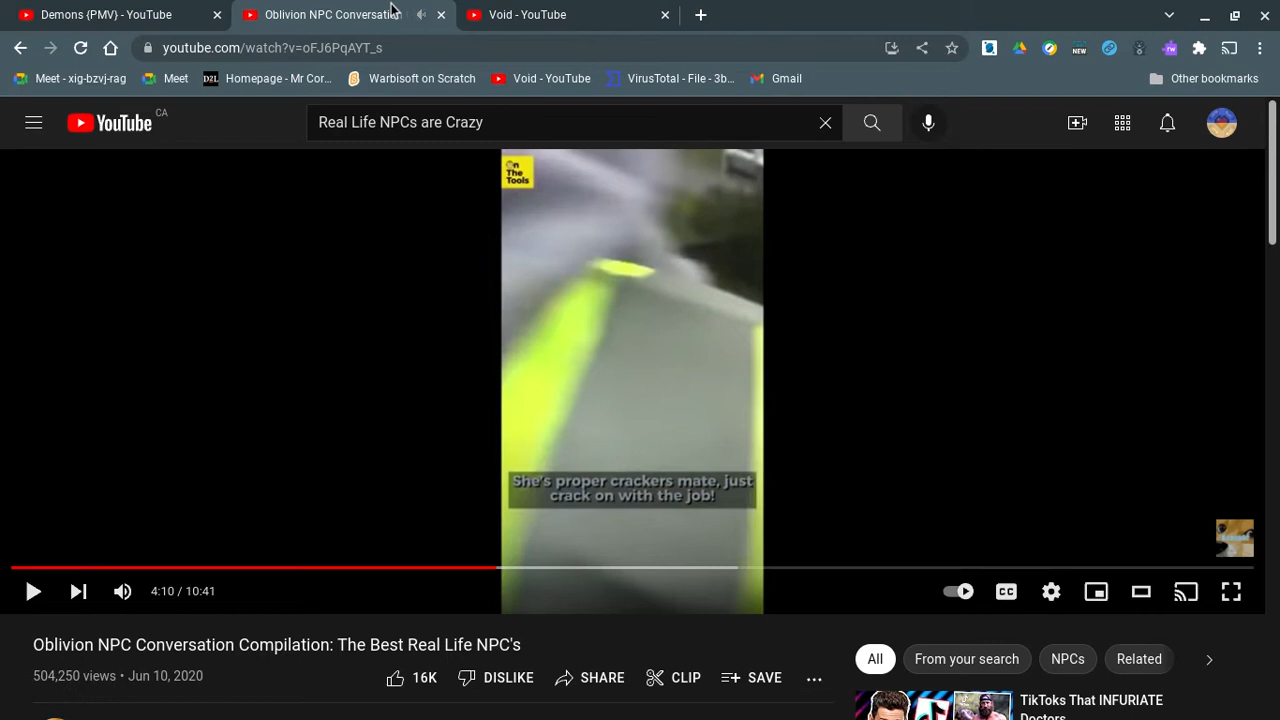 Demons {PMV} - YouTube
Oblivion NPC Conversati
Void - YouTube
youtube.com/watch?v=oFJ6PqAYT_s
NEW
Meet - xig-bzvj-rag
Meet
D2L
Homepage - Mr Cor...
Warbisoft on Scratch
Void - YouTube
VirusTotal - File - 3b...
Gmail
Other bookmarks
YouTube CA
Real Life NPCs are Crazy
On
The
Tools
She's proper crackers mate, just
crack on with the job!
4:10 / 10:41
CC
Oblivion NPC Conversation Compilation: The Best Real Life NPC's
504,250 views • Jun 10, 2020
16K
DISLIKE
SHARE
CLIP
SAVE
All
From your search
NPCs
Related
TikToks That INFURIATE
Doctors